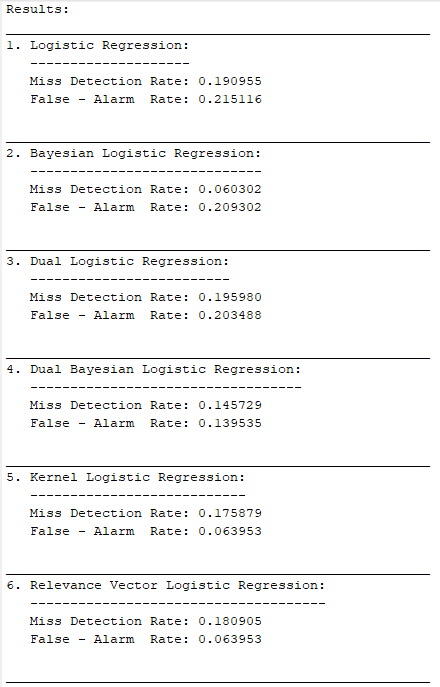 Results:
1. Logistic Regression:
--------------------
Miss Detection Rate: 0.190955
False - Alarm  Rate: 0.215116
2. Bayesian Logistic Regression:
-----------------------------
Miss Detection Rate: 0.060302
False - Alarm  Rate: 0.209302
3. Dual Logistic Regression:
-------------------------
Miss Detection Rate: 0.195980
False - Alarm  Rate: 0.203488
4. Dual Bayesian Logistic Regression:
----------------------------------
Miss Detection Rate: 0.145729
False - Alarm  Rate: 0.139535
5. Kernel Logistic Regression:
---------------------------
Miss Detection Rate: 0.175879
False - Alarm  Rate: 0.063953
6. Relevance Vector Logistic Regression:
-------------------------------------
Miss Detection Rate: 0.180905
False - Alarm  Rate: 0.063953